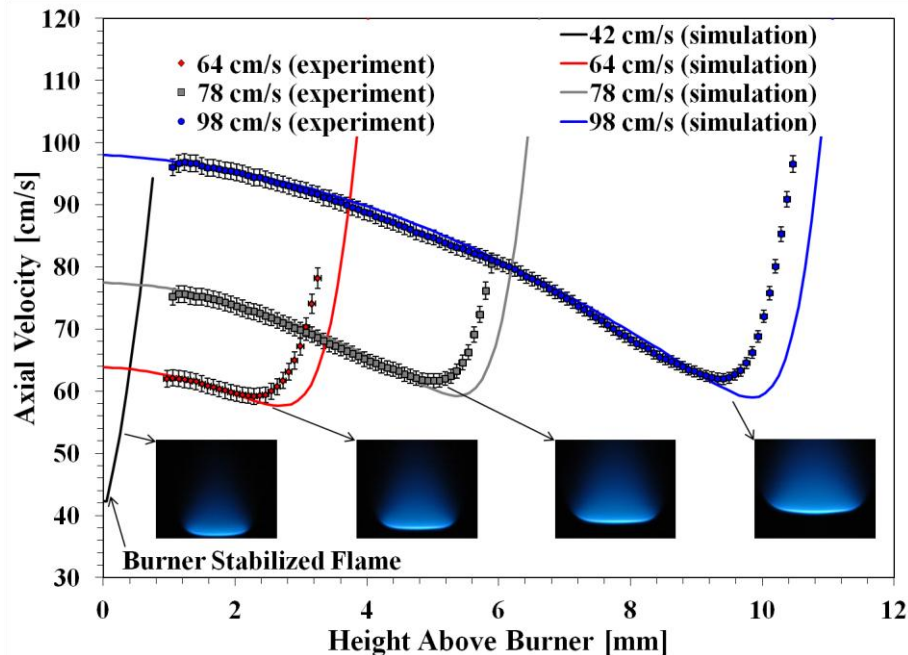 120
110
100
90
80
70
60
50
40
30
Axial Velocity [cm/s]
64 cm/s (experiment)
78 cm/s (experiment)
98 cm/s (experiment)
42 cm/s (simulation)
64 cm/s (simulation)
78 cm/s (simulation)
98 cm/s (simulation)
Burner Stabilized Flame
0 2 4 6 8 10 12
Height Above Burner [mm]